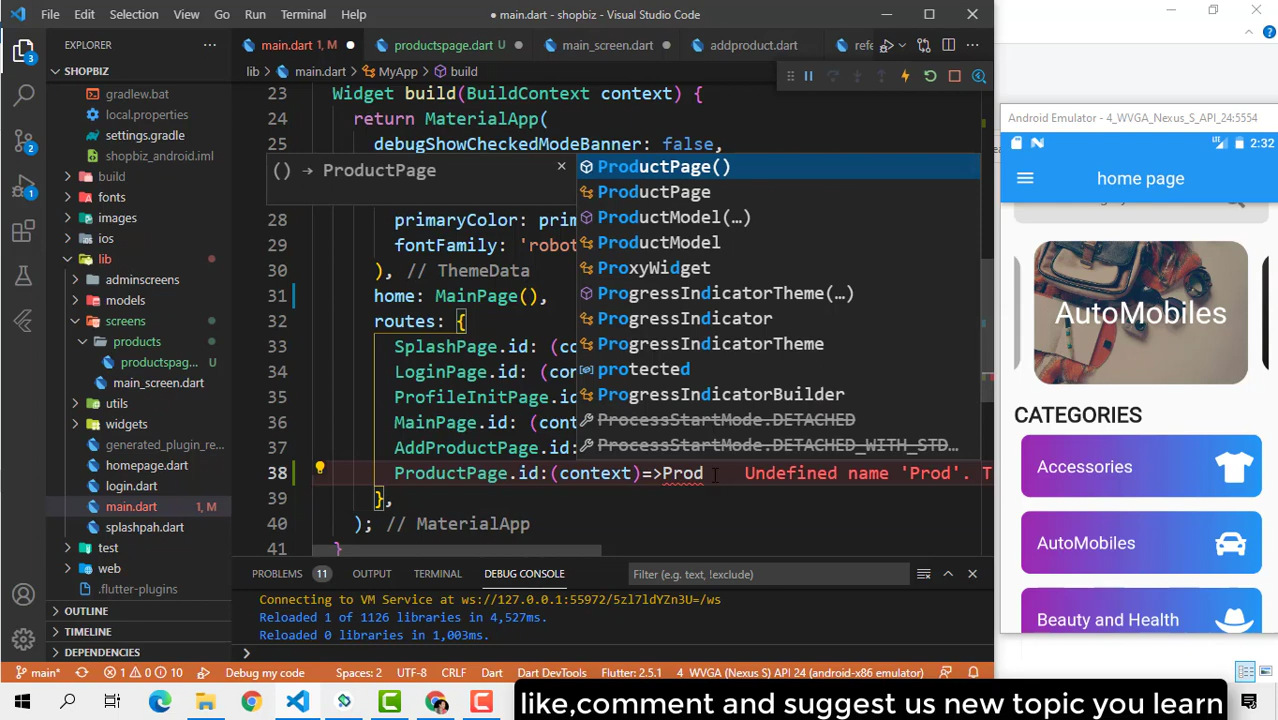 File Edit Selection View Go Run Terminal Help
● main.dart - shopbiz - Visual Studio Code
EXPLORER
main.dart 1, M
productspage.dart U
main_screen.dart
addproduct.dart
SHOPBIZ
lib > main.dart > MyApp > build
gradlew.bat
local.properties
settings.gradle
shopbiz_android.iml
build
fonts
images
ios
lib
adminscreens
models
screens
products
productspag... U
main_screen.dart
utils
widgets
generated_plugin_re...
homepage.dart
login.dart
main.dart 1, M
splashpah.dart
test
web
.flutter-plugins
OUTLINE
TIMELINE
DEPENDENCIES
23 Widget build(BuildContext context) {
24 return MaterialApp(
25 debugShowCheckedModeBanner: false,
() → ProductPage
28 primaryColor: prim
29 fontFamily: 'robot
30 ), // ThemeData
31 home: MainPage(),
32 routes: {
33 SplashPage.id: (co
34 LoginPage.id: (con
35 ProfileInitPage.id
36 MainPage.id: (cont
37 AddProductPage.id:
38 ProductPage.id:(context)=>Prod Undefined name 'Prod'. T
39 },
40 ); // MaterialApp
41 }
ProductPage()
ProductPage
ProductModel(…)
ProductModel
ProxyWidget
ProgressIndicatorTheme(…)
ProgressIndicator
ProgressIndicatorTheme
protected
ProgressIndicatorBuilder
ProcessStartMode.DETACHED
ProcessStartMode.DETACHED_WITH_STD…
PROBLEMS 11 OUTPUT TERMINAL DEBUG CONSOLE Filter (e.g. text, !exclude)
Connecting to VM Service at ws://127.0.0.1:55972/5zl7ldYZn3U=/ws
Reloaded 1 of 1126 libraries in 4,527ms.
Reloaded 0 libraries in 1,003ms.
main* 1 0 10 Debug my code Spaces: 2 UTF-8 CRLF Dart Dart DevTools Flutter: 2.5.1 4 WVGA (Nexus S) API 24 (android-x86 emulator)
Android Emulator - 4_WVGA_Nexus_S_API_24:5554
2:32
home page
AutoMobiles
CATEGORIES
Accessories
AutoMobiles
Beauty and Health
like,comment and suggest us new topic you learn